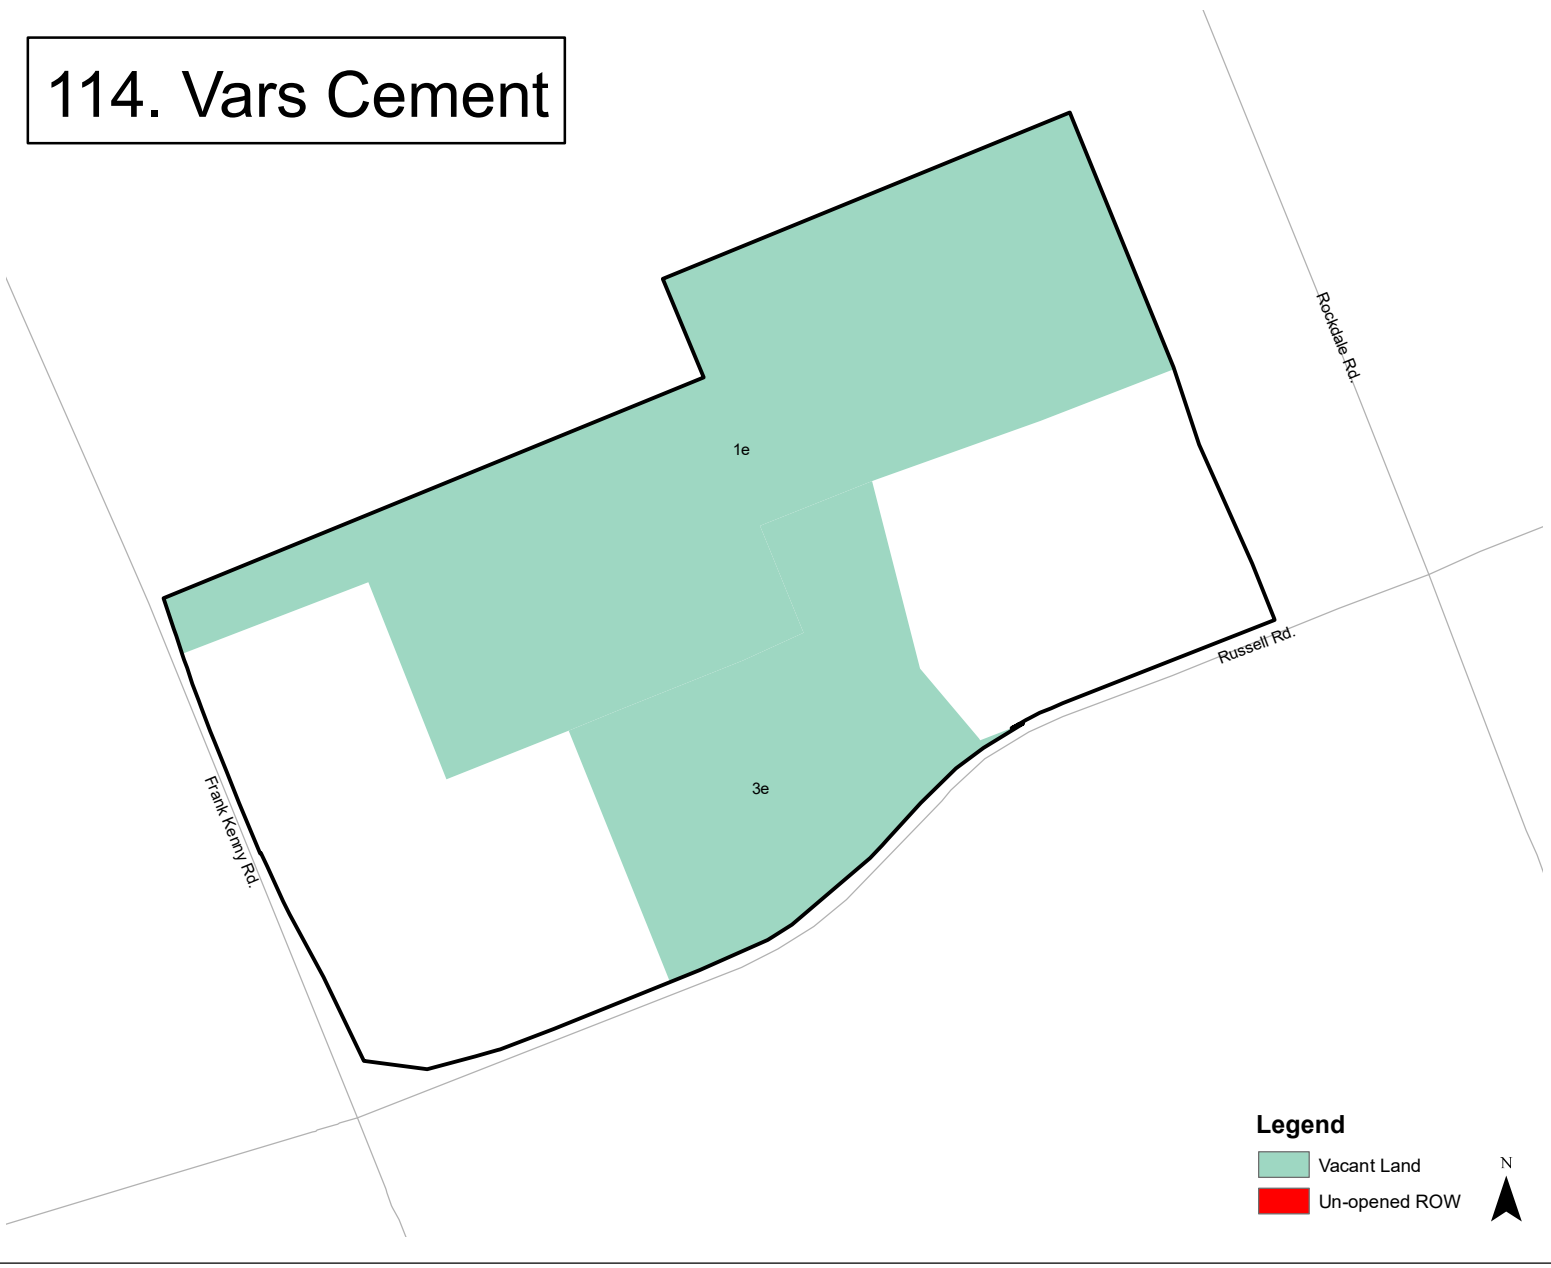 114. Vars Cement
Rockdale Rd.
1e
Russell Rd.
3e
Frank Kenny Rd.
Legend
Vacant Land
Un-opened ROW
N